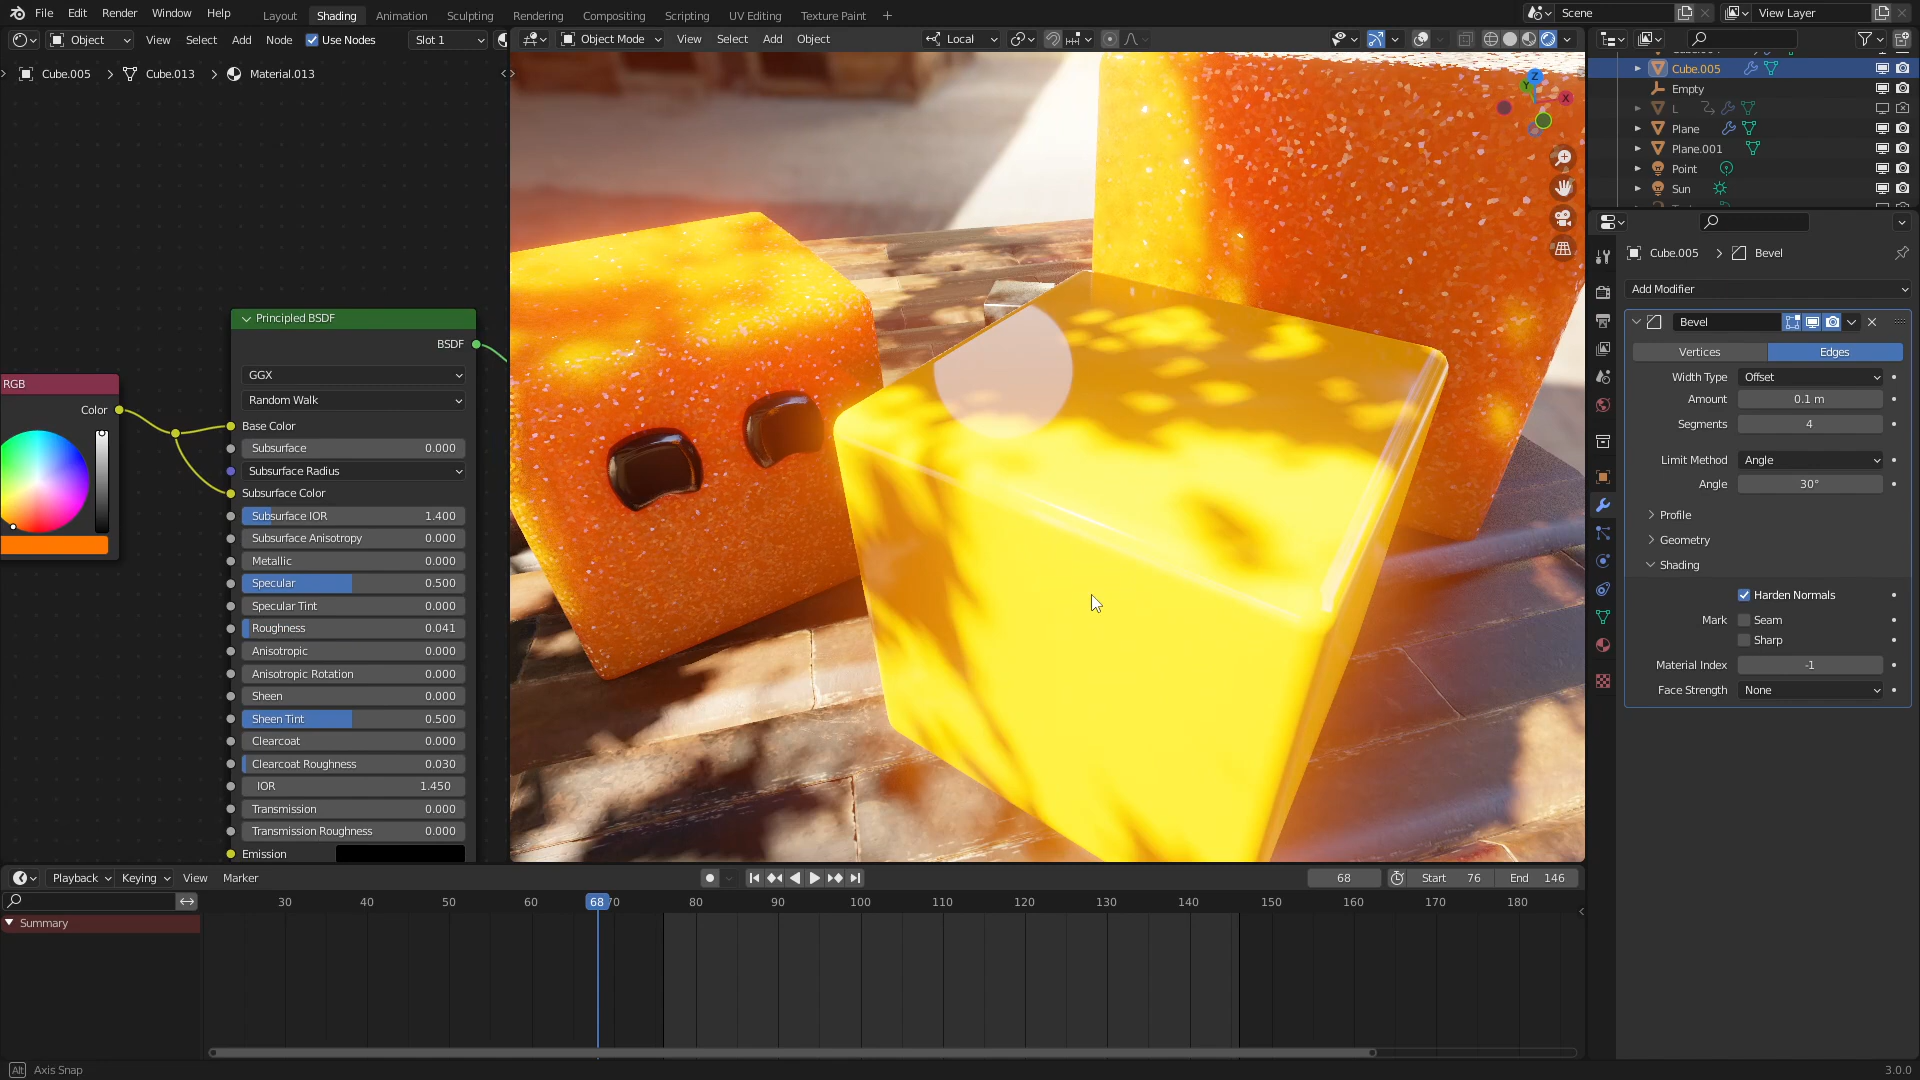 File Edit Render Window Help Layout Shading Animation Sculpting Rendering Compositing Scripting UV Editing Texture Paint + Scene View Layer
Object View Select Add Node Use Nodes Slot 1 Object Mode View Select Add Object Local
Cube.005 > Cube.013 > Material.013
Cube.005
Empty
L
Plane
Plane.001
Point
Sun
Cube.005 > Bevel
Add Modifier
Bevel
Vertices Edges
Width Type Offset
Amount 0.1 m
Segments 4
Limit Method Angle
Angle 30°
Profile
Geometry
Shading
Harden Normals
Mark Seam
Sharp
Material Index -1
Face Strength None
RGB
Color
Principled BSDF
BSDF
GGX
Random Walk
Base Color
Subsurface 0.000
Subsurface Radius
Subsurface Color
Subsurface IOR 1.400
Subsurface Anisotropy 0.000
Metallic 0.000
Specular 0.500
Specular Tint 0.000
Roughness 0.041
Anisotropic 0.000
Anisotropic Rotation 0.000
Sheen 0.000
Sheen Tint 0.500
Clearcoat 0.000
Clearcoat Roughness 0.030
IOR 1.450
Transmission 0.000
Transmission Roughness 0.000
Emission
Z
Y
X
Playback Keying View Marker 68 Start 76 End 146
30 40 50 60 68 70 80 90 100 110 120 130 140 150 160 170 180
Summary
Alt Axis Snap 3.0.0